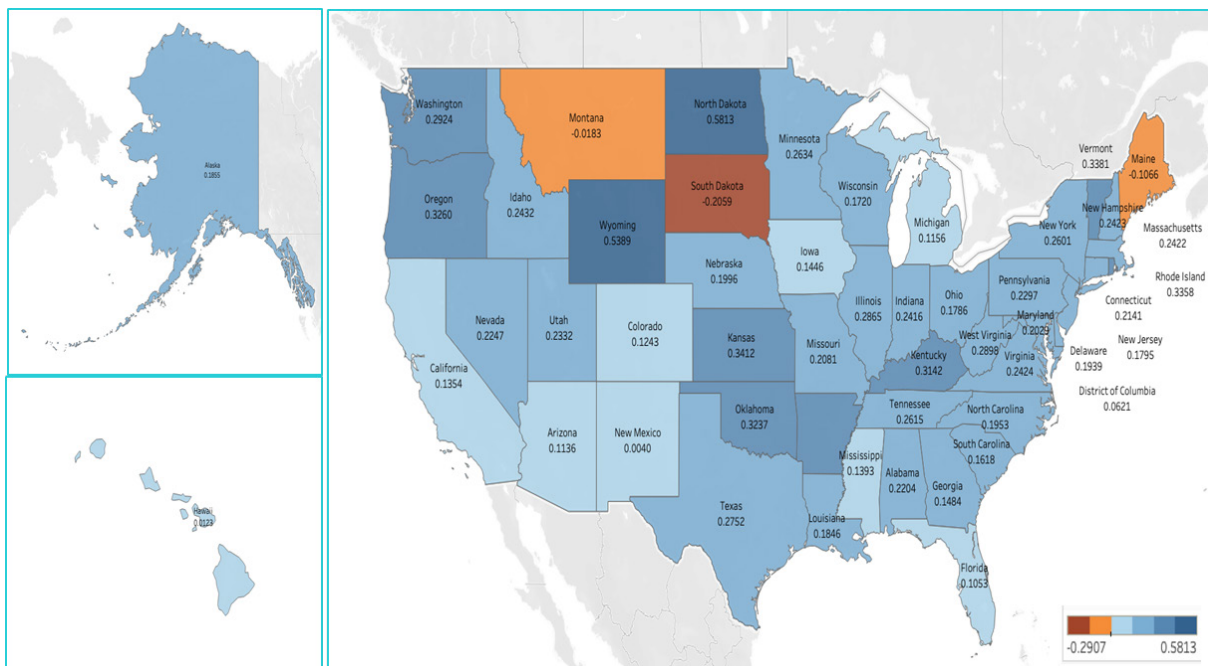 Alaska
0.1855
Hawaii
0.0123
Washington
0.2924
Montana
-0.0183
North Dakota
0.5813
Minnesota
0.2634
Vermont
0.3381
Maine
-0.1066
Oregon
0.3260
Idaho
0.2432
Wyoming
0.5389
South Dakota
-0.2059
Wisconsin
0.1720
Michigan
0.1156
New York
0.2601
New Hampshire
0.2423
Massachusetts
0.2422
Rhode Island
0.3358
Connecticut
0.2141
New Jersey
0.1795
Nebraska
0.1996
Iowa
0.1446
Pennsylvania
0.2297
Nevada
0.2247
Utah
0.2332
Colorado
0.1243
Kansas
0.3412
Missouri
0.2081
Illinois
0.2865
Indiana
0.2416
Ohio
0.1786
West Virginia
0.2898
Maryland
0.2029
Delaware
0.1939
District of Columbia
0.0621
Virginia
0.2424
Kentucky
0.3142
California
0.1354
Arizona
0.1136
New Mexico
0.0040
Oklahoma
0.3237
Tennessee
0.2615
North Carolina
0.1953
South Carolina
0.1618
Mississippi
0.1393
Alabama
0.2204
Georgia
0.1484
Texas
0.2752
Louisiana
0.1846
Florida
0.1053
-0.2907
0.5813